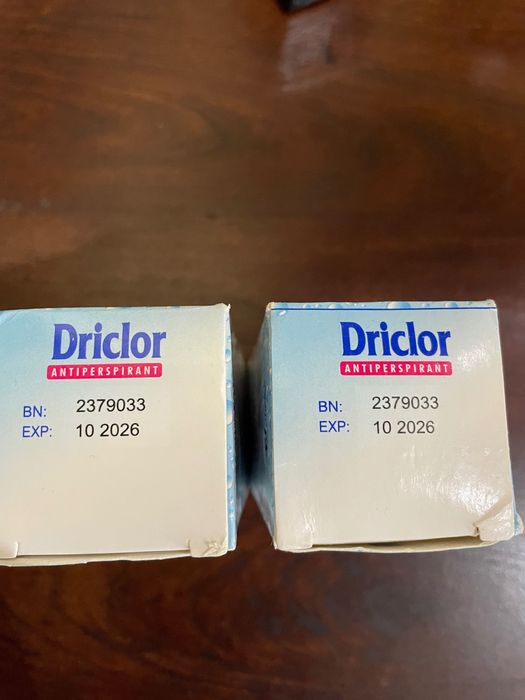 Driclor
ANTIPERSPIRANT
BN: 2379033
EXP: 10 2026
Driclor
ANTIPERSPIRANT
BN: 2379033
EXP: 10 2026